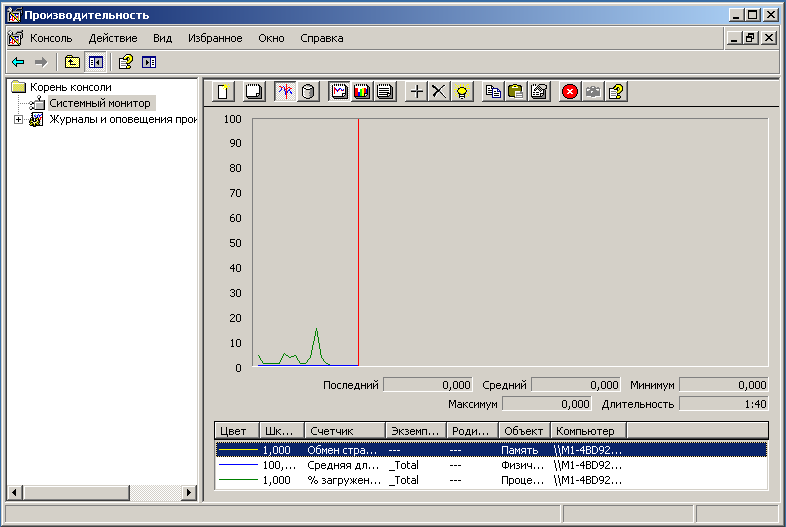 Производительность
Консоль Действие Вид Избранное Окно Справка
Корень консоли
Системный монитор
Журналы и оповещения прои
100
90
80
70
60
50
40
30
20
10
0
Последний 0,000 Средний 0,000 Минимум 0,000
Максимум 0,000 Длительность 1:40
Цвет Шк... Счетчик Экземп... Роди... Объект Компьютер
1,000 Обмен стра... --- --- Память \\M1-4BD92...
100,... Средняя дл... _Total --- Физич... \\M1-4BD92...
1,000 % загружен... _Total --- Проце... \\M1-4BD92...